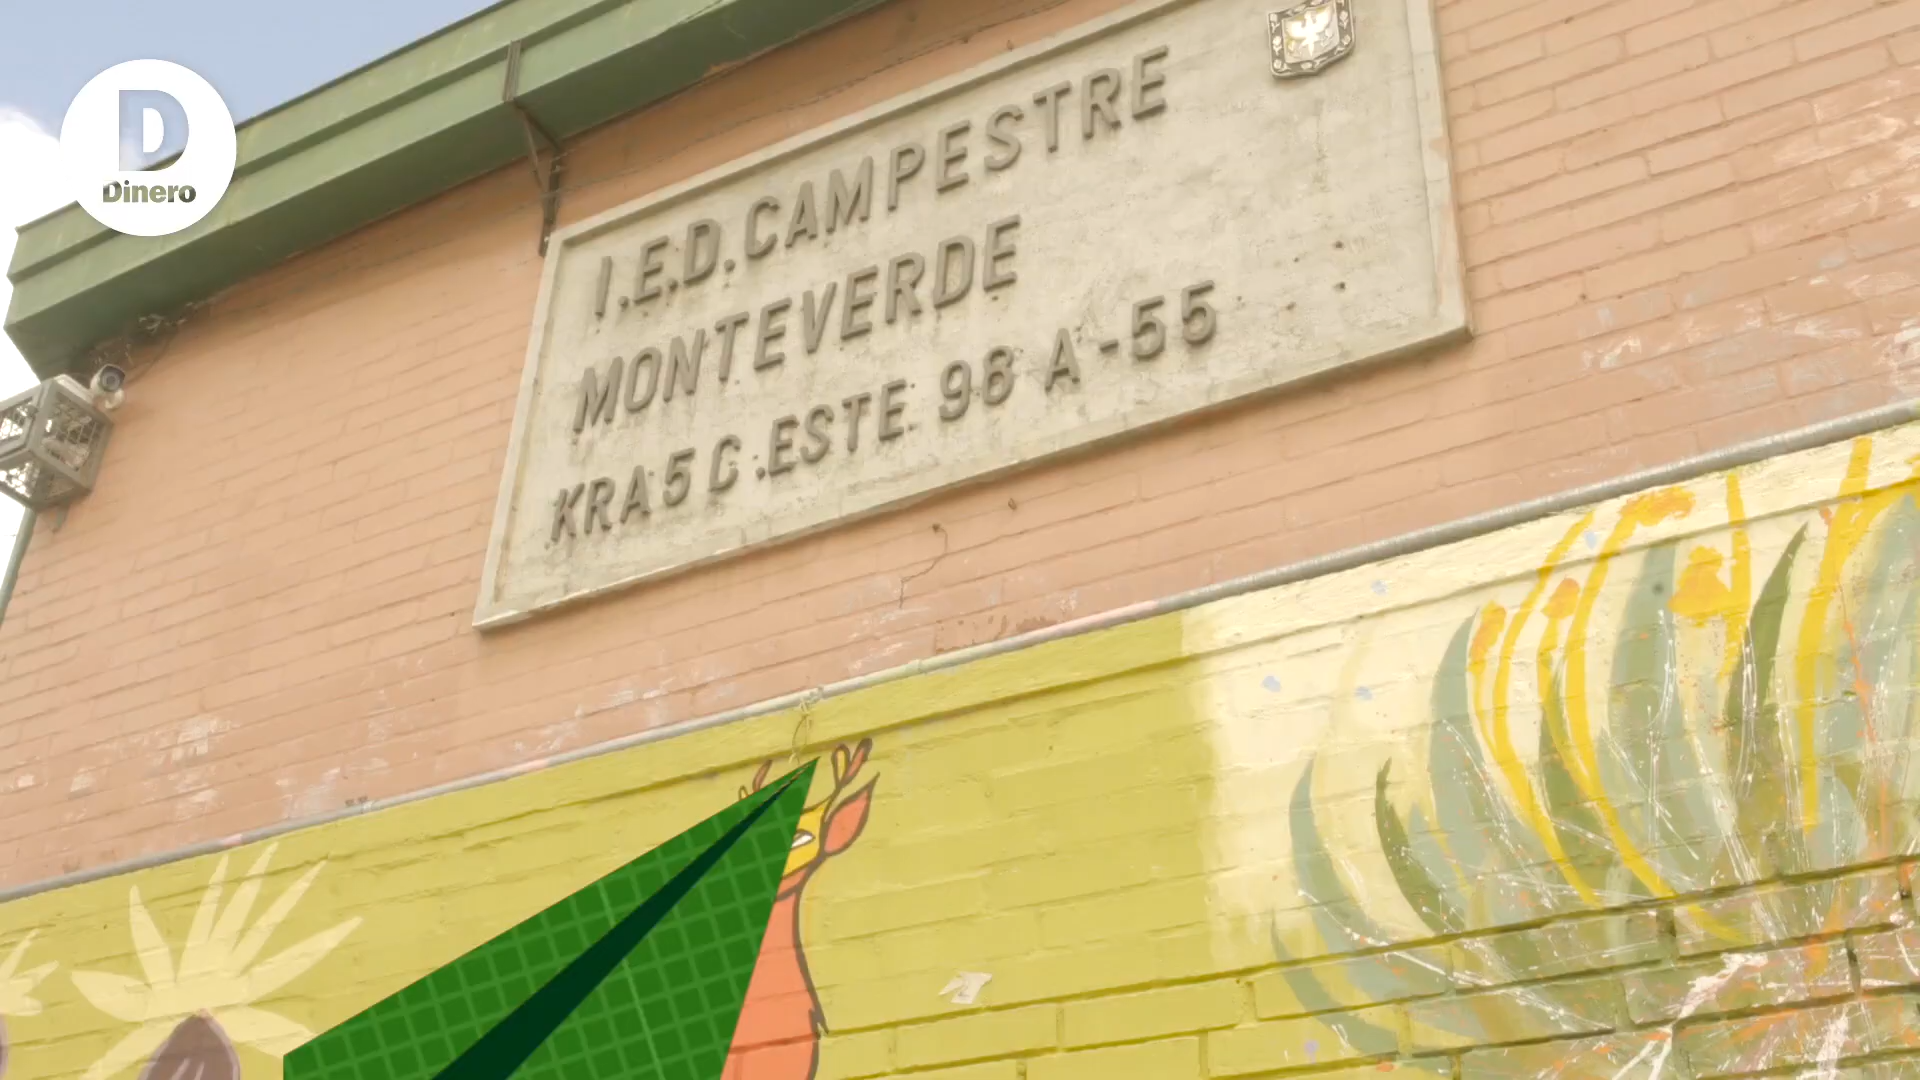 D
Dinero
I.E.D. CAMPESTRE
MONTEVERDE
KRA 5 C. ESTE. 98 A-55